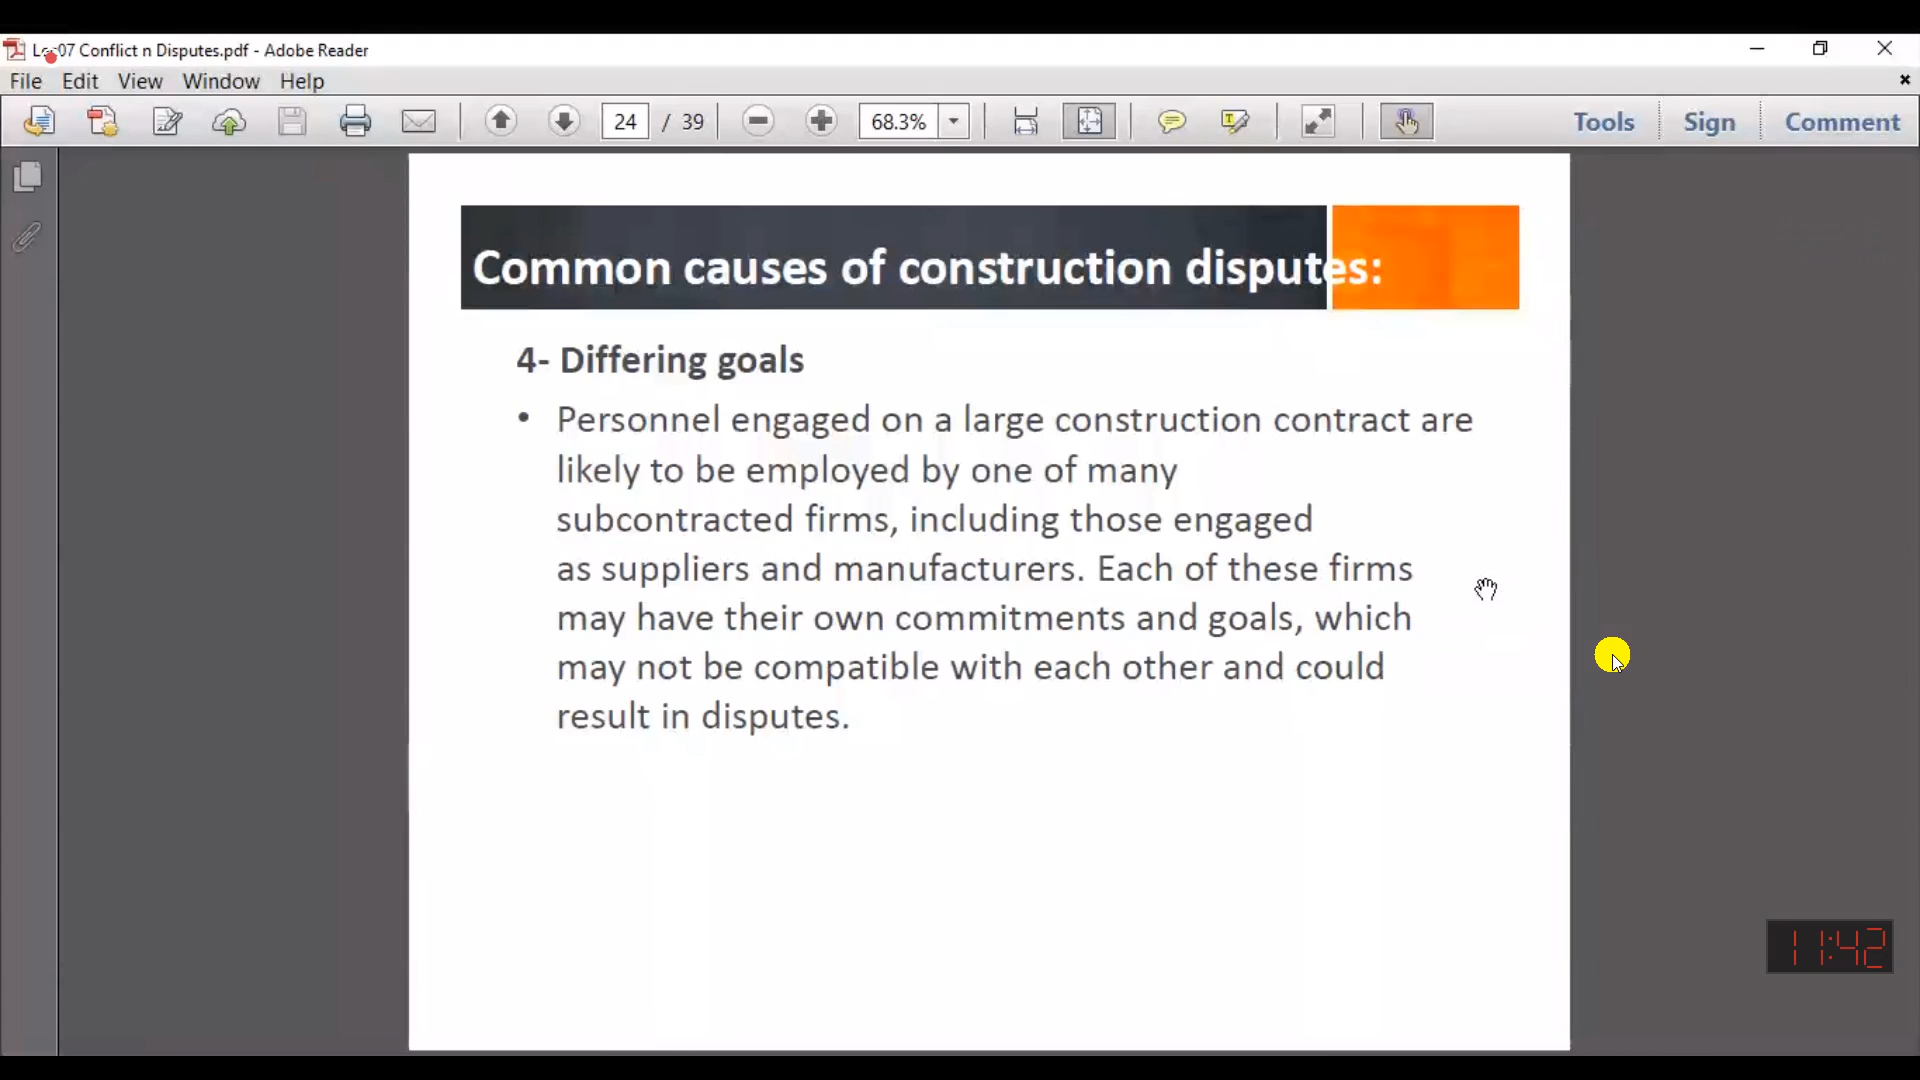 Lec07 Conflict n Disputes.pdf - Adobe Reader
File Edit View Window Help
24 / 39 68.3% Tools Sign Comment
Common causes of construction disputes:
4- Differing goals
• Personnel engaged on a large construction contract are
likely to be employed by one of many
subcontracted firms, including those engaged
as suppliers and manufacturers. Each of these firms
may have their own commitments and goals, which
may not be compatible with each other and could
result in disputes.
11:42